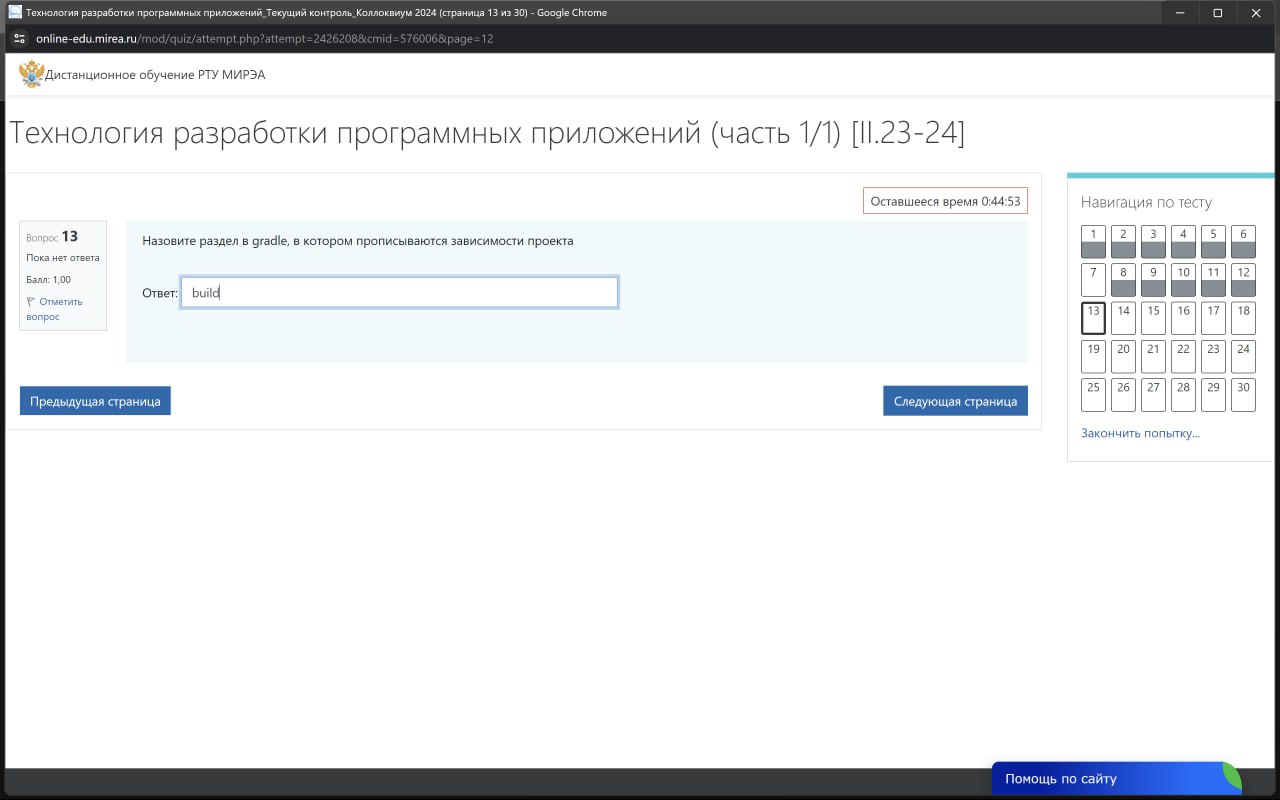 Технология разработки программных приложений_Текущий контроль_Коллоквиум 2024 (страница 13 из 30) - Google Chrome
online-edu.mirea.ru/mod/quiz/attempt.php?attempt=2426208&cmid=576006&page=12
Дистанционное обучение РТУ МИРЭА
Технология разработки программных приложений (часть 1/1) [II.23-24]
Оставшееся время 0:44:53
Вопрос 13
Пока нет ответа
Балл: 1,00
Отметить
вопрос
Назовите раздел в gradle, в котором прописываются зависимости проекта
Ответ: build
Предыдущая страница
Следующая страница
Навигация по тесту
1 2 3 4 5 6
7 8 9 10 11 12
13 14 15 16 17 18
19 20 21 22 23 24
25 26 27 28 29 30
Закончить попытку...
Помощь по сайту